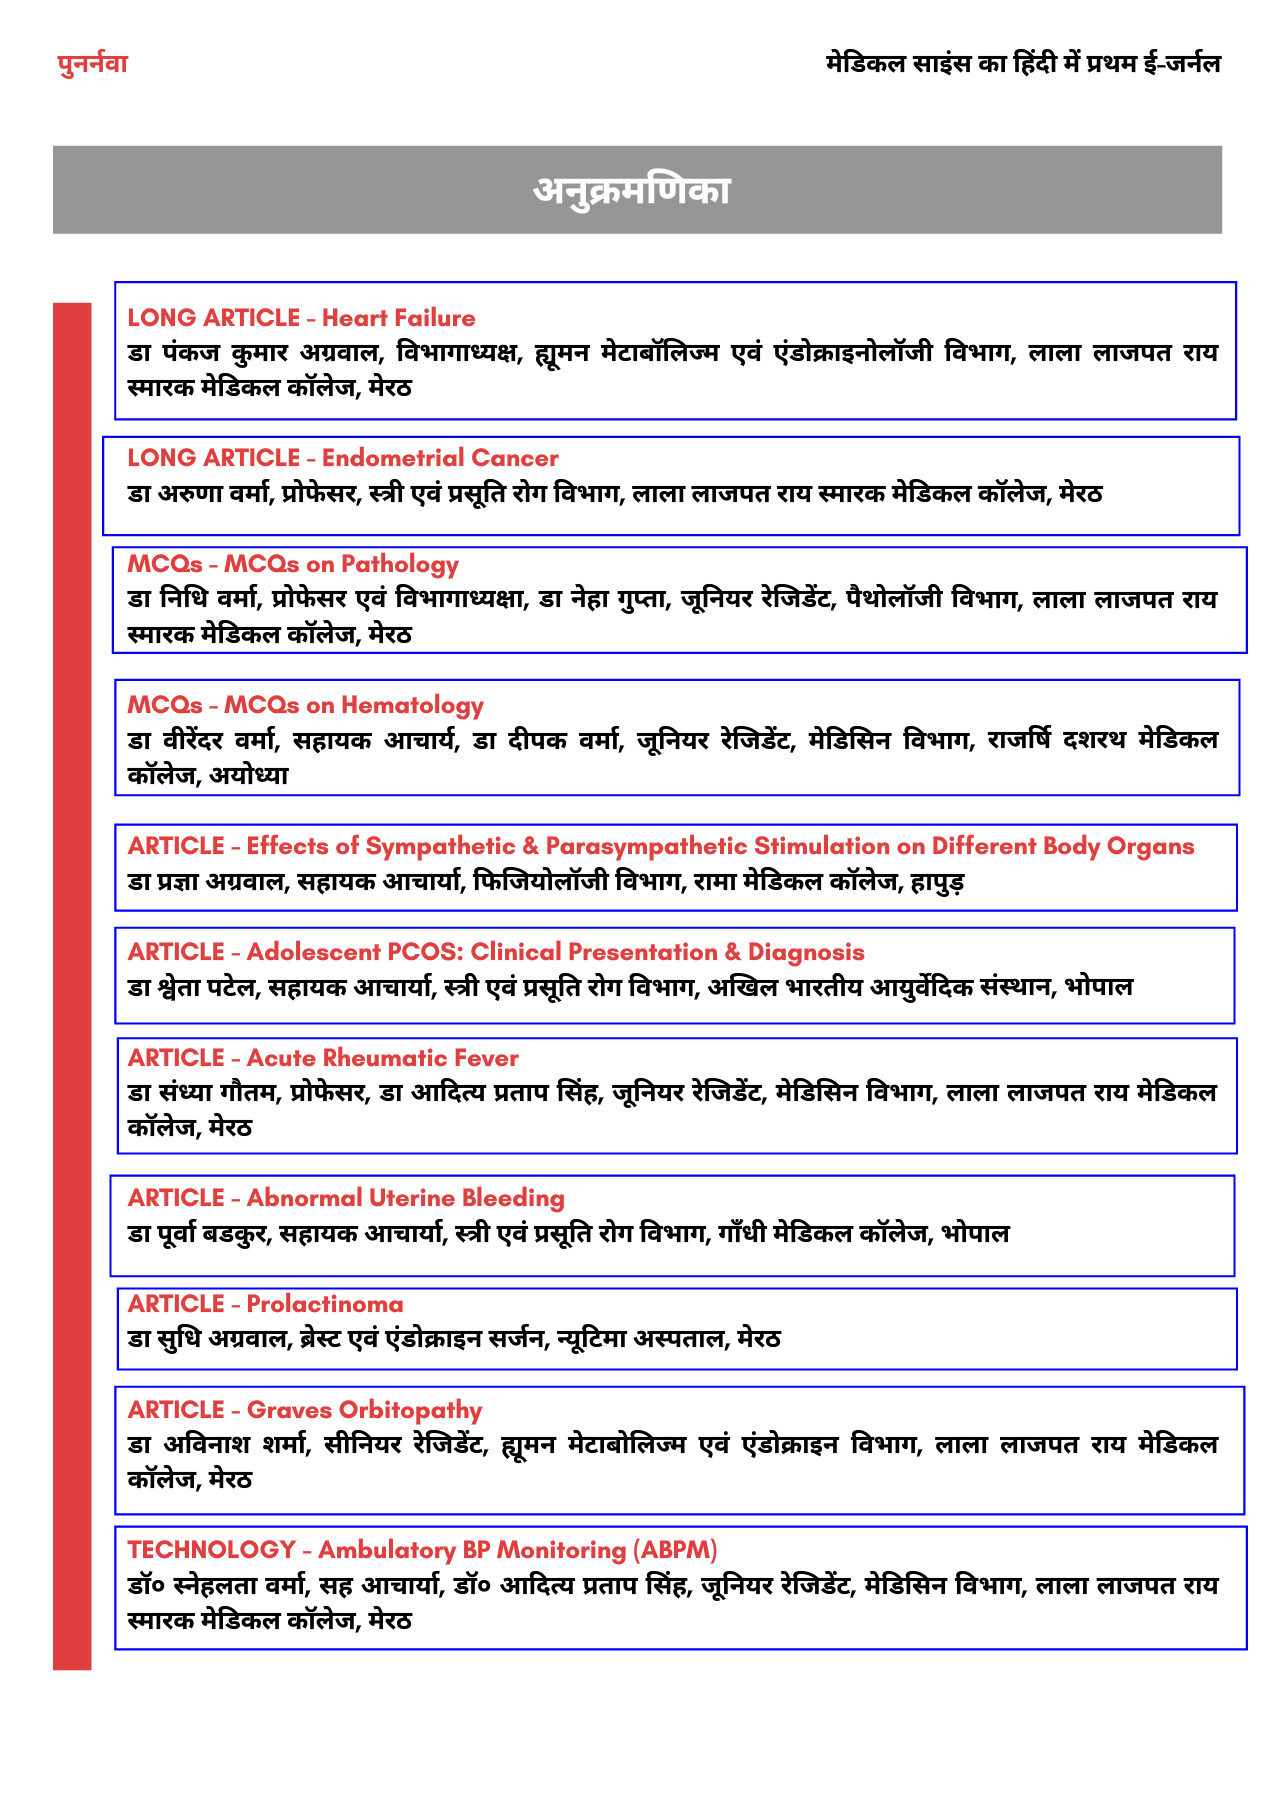 पुनर्नवा
मेडिकल साइंस का हिंदी में प्रथम ई-जर्नल
अनुक्रमणिका
LONG ARTICLE - Heart Failure
डा पंकज कुमार अग्रवाल, विभागाध्यक्ष, ह्यूमन मेटाबॉलिज्म एवं एंडोक्राइनोलॉजी विभाग, लाला लाजपत राय
स्मारक मेडिकल कॉलेज, मेरठ
LONG ARTICLE - Endometrial Cancer
डा अरुणा वर्मा, प्रोफेसर, स्त्री एवं प्रसूति रोग विभाग, लाला लाजपत राय स्मारक मेडिकल कॉलेज, मेरठ
MCQs - MCQs on Pathology
डा निधि वर्मा, प्रोफेसर एवं विभागाध्यक्षा, डा नेहा गुप्ता, जूनियर रेजिडेंट, पैथोलॉजी विभाग, लाला लाजपत राय
स्मारक मेडिकल कॉलेज, मेरठ
MCQs - MCQs on Hematology
डा वीरेंदर वर्मा, सहायक आचार्य, डा दीपक वर्मा, जूनियर रेजिडेंट, मेडिसिन विभाग, राजर्षि दशरथ मेडिकल
कॉलेज, अयोध्या
ARTICLE - Effects of Sympathetic & Parasympathetic Stimulation on Different Body Organs
डा प्रज्ञा अग्रवाल, सहायक आचार्या, फिजियोलॉजी विभाग, रामा मेडिकल कॉलेज, हापुड़
ARTICLE - Adolescent PCOS: Clinical Presentation & Diagnosis
डा श्वेता पटेल, सहायक आचार्या, स्त्री एवं प्रसूति रोग विभाग, अखिल भारतीय आयुर्वेदिक संस्थान, भोपाल
ARTICLE - Acute Rheumatic Fever
डा संध्या गौतम, प्रोफेसर, डा आदित्य प्रताप सिंह, जूनियर रेजिडेंट, मेडिसिन विभाग, लाला लाजपत राय मेडिकल
कॉलेज, मेरठ
ARTICLE - Abnormal Uterine Bleeding
डा पूर्वा बडकुर, सहायक आचार्या, स्त्री एवं प्रसूति रोग विभाग, गाँधी मेडिकल कॉलेज, भोपाल
ARTICLE - Prolactinoma
डा सुधि अग्रवाल, ब्रेस्ट एवं एंडोक्राइन सर्जन, न्यूटिमा अस्पताल, मेरठ
ARTICLE - Graves Orbitopathy
डा अविनाश शर्मा, सीनियर रेजिडेंट, ह्यूमन मेटाबोलिज्म एवं एंडोक्राइन विभाग, लाला लाजपत राय मेडिकल
कॉलेज, मेरठ
TECHNOLOGY - Ambulatory BP Monitoring (ABPM)
डॉ० स्नेहलता वर्मा, सह आचार्या, डॉ० आदित्य प्रताप सिंह, जूनियर रेजिडेंट, मेडिसिन विभाग, लाला लाजपत राय
स्मारक मेडिकल कॉलेज, मेरठ